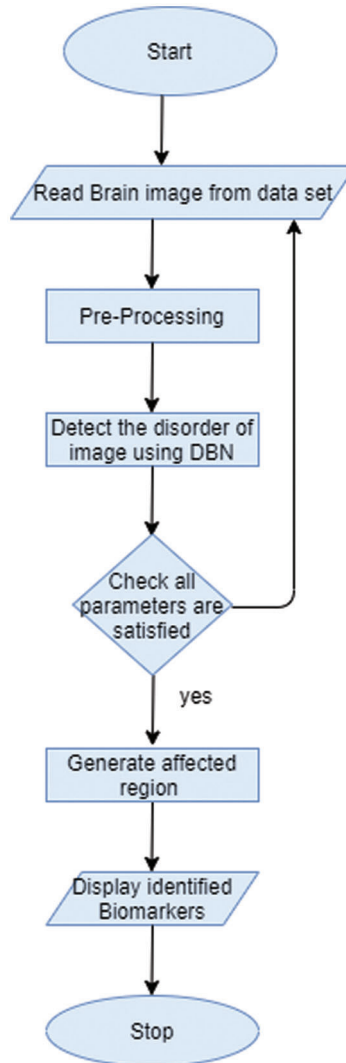 Start
Read Brain image from data set
Pre-Processing
Detect the disorder of
image using DBN
Check all
parameters are
satisfied
yes
Generate affected
region
Display identified
Biomarkers
Stop